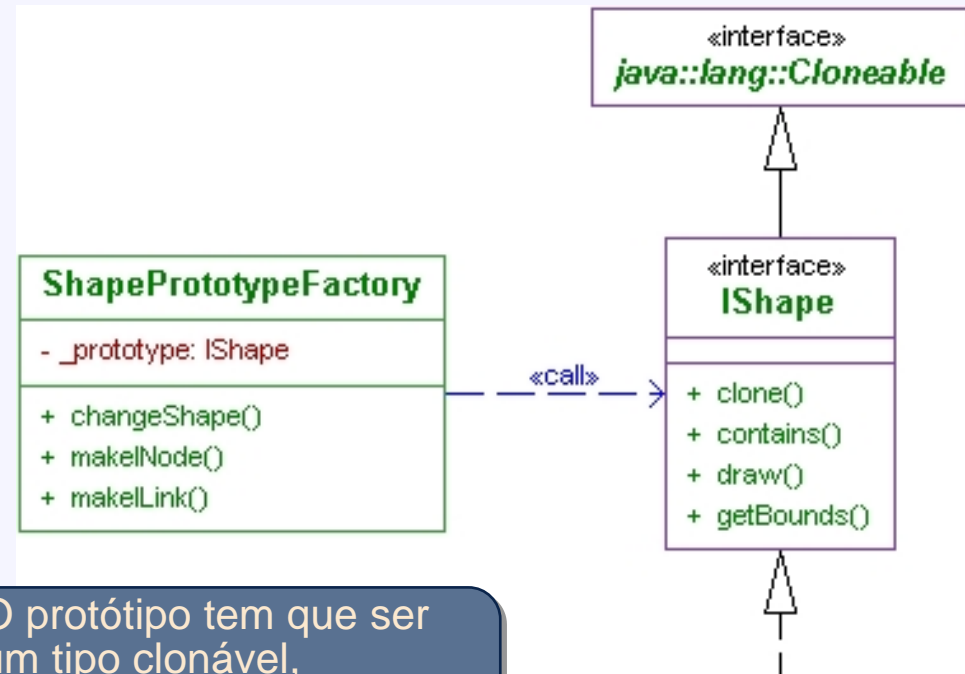 «interface»
java::lang::Cloneable
ShapePrototypeFactory
- _prototype: IShape
+ changeShape()
+ makeINode()
+ makeILink()
«call»
«interface»
IShape
+ clone()
+ contains()
+ draw()
+ getBounds()
O protótipo tem que ser
um tipo clonável,